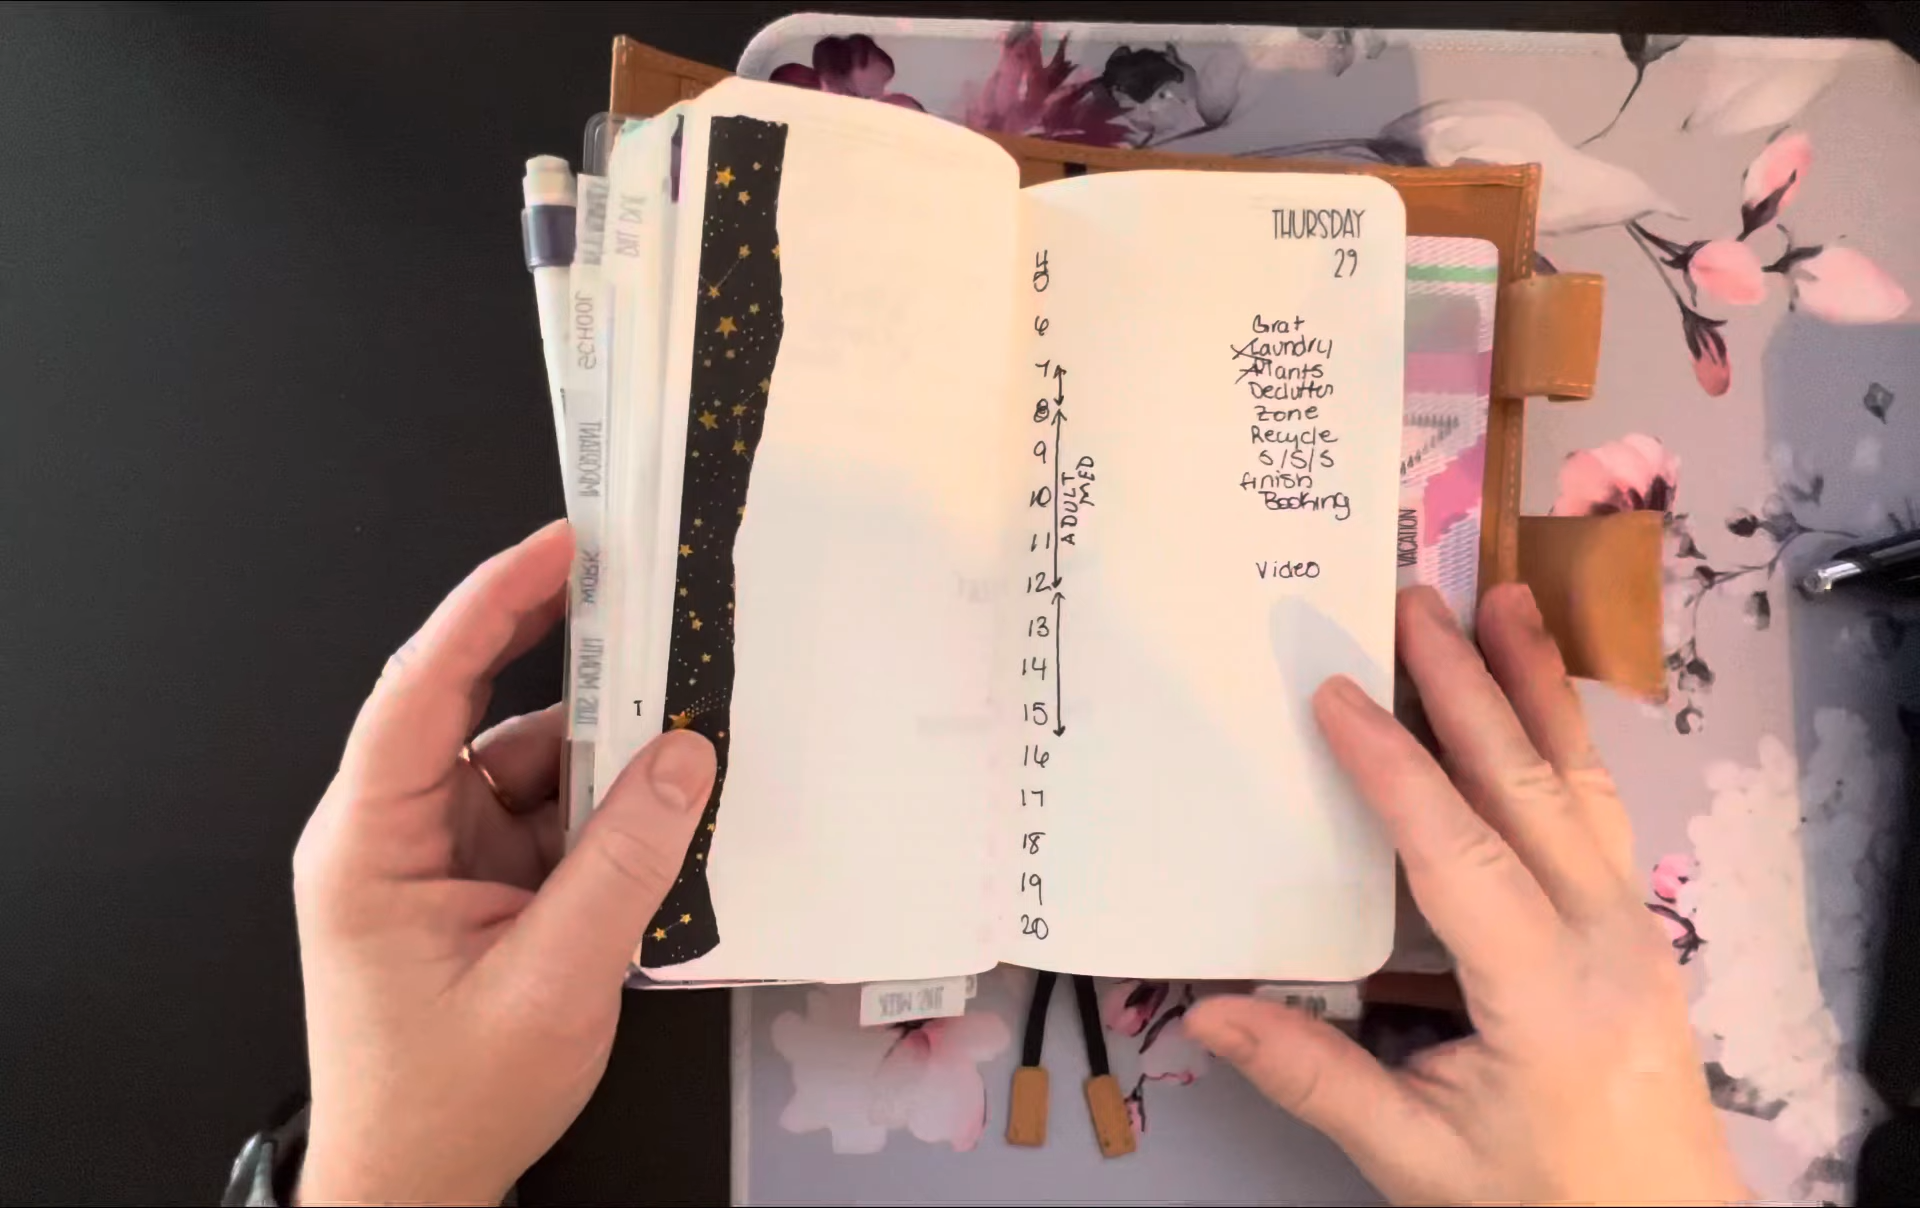 THURSDAY
29
4
5
6
7
8
9
10
11
12
13
14
15
16
17
18
19
20
ADULT
MED
Grat
Laundry
Plants
Declutter
Zone
Recycle
S/S/S
finish
Booking
Video
VACATION
SCHOOL
WORK
T